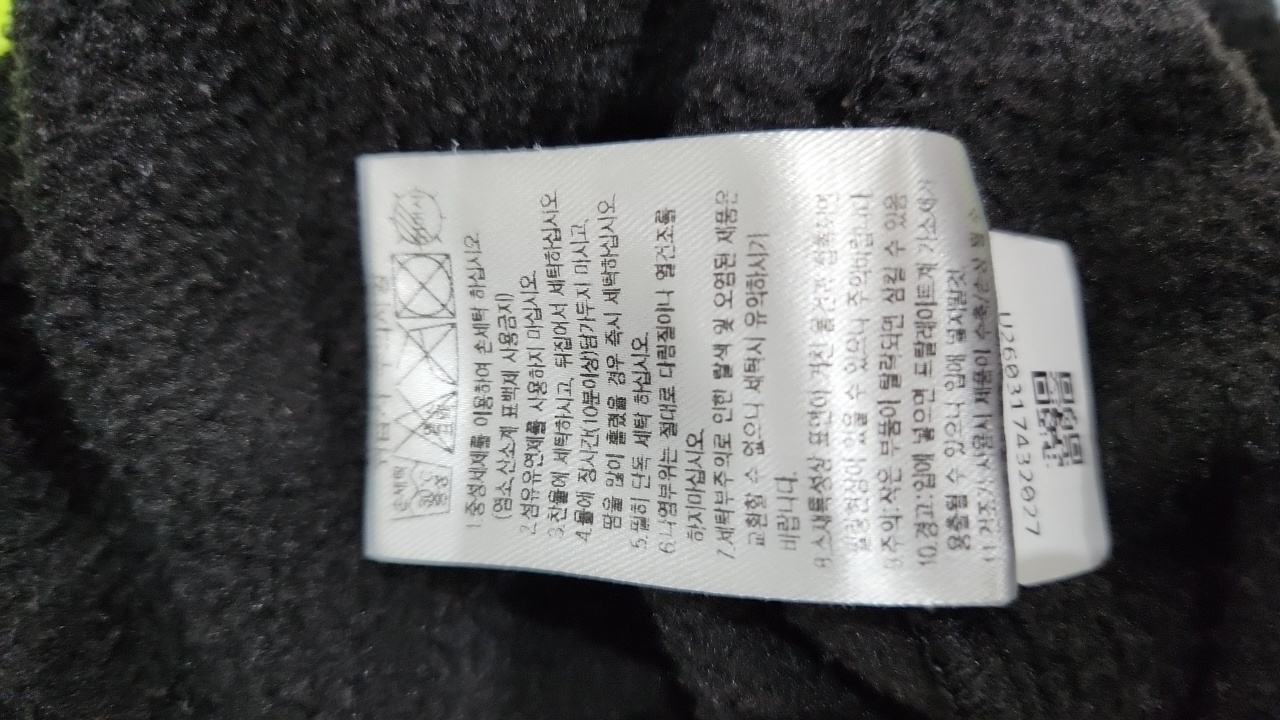 손세탁
중성
1.중성세제를 이용하여 손세탁 하십시오.
(염소,산소계 표백제 사용금지)
2.섬유유연제를 사용하지 마십시오.
3.찬물에 세탁하시고, 뒤집어서 세탁하십시오
4.물에 장시간(10분이상)담가두지 마시고,
땀을 많이 흘렸을 경우 즉시 세탁하십시오
5.필히 단독 세탁 하십시오.
6.나염부위는 절대로 다림질이나 열건조를
하지마십시오.
7.세탁부주의로 인한 탈색 및 오염된 제품은
교환할 수 없으니 세탁시 유의하시기
바랍니다.
8.소재특성상 표면이 거친 물건과 접촉하면
필링현상이 있을 수 있으니 주의바랍니다
9.주의:작은 부품이 탈락되면 삼킬 수 있음
10.경고:입에 넣으면 프탈레이트계 가소제가
용출될 수 있으니 입에 넣지말것
11.건조기 사용시 제품이 수축/손상 될
U260317432027